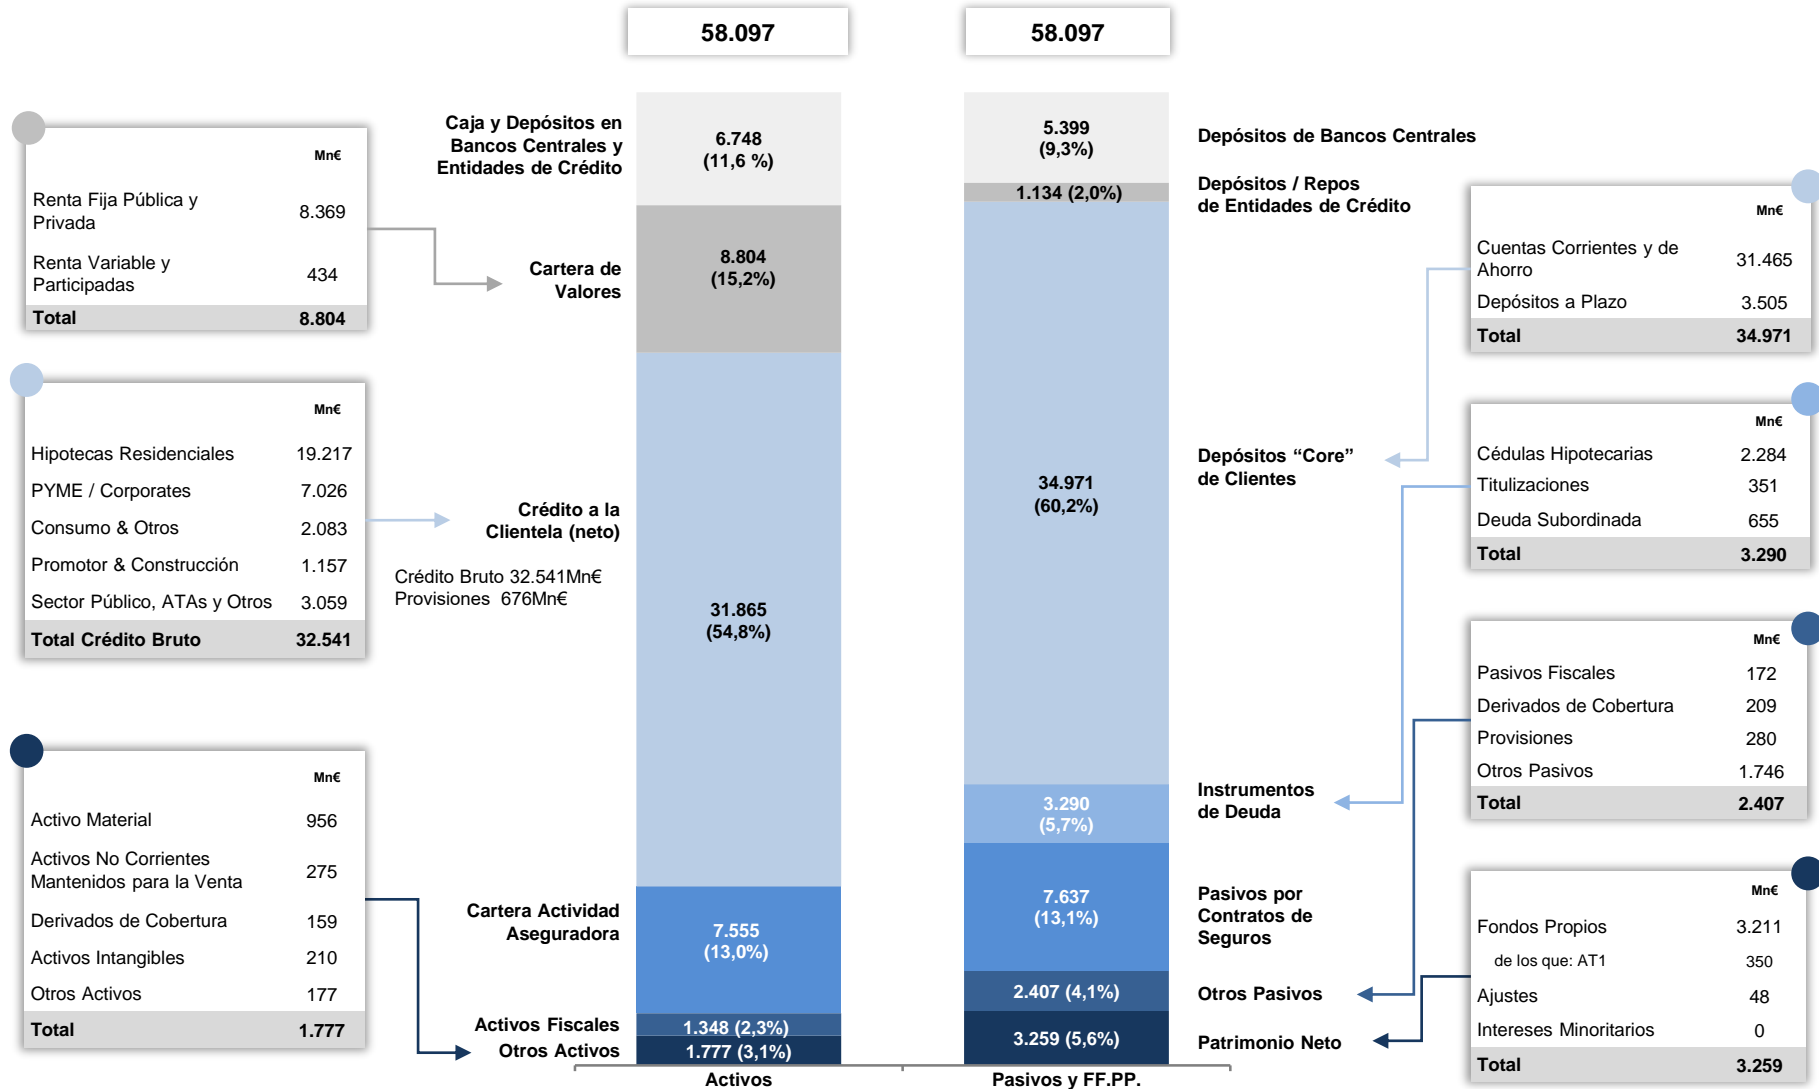 58.097
58.097
Mn€
Renta Fija Pública y
Privada
8.369
Renta Variable y
Participadas
434
Total 8.804
Mn€
Hipotecas Residenciales 19.217
PYME / Corporates 7.026
Consumo & Otros 2.083
Promotor & Construcción 1.157
Sector Público, ATAs y Otros 3.059
Total Crédito Bruto 32.541
Mn€
Activo Material 956
Activos No Corrientes
Mantenidos para la Venta
275
Derivados de Cobertura 159
Activos Intangibles 210
Otros Activos 177
Total 1.777
Caja y Depósitos en
Bancos Centrales y
Entidades de Crédito
Cartera de
Valores
Crédito a la
Clientela (neto)
Crédito Bruto 32.541Mn€
Provisiones 676Mn€
Cartera Actividad
Aseguradora
Activos Fiscales
Otros Activos
6.748
(11,6 %)
8.804
(15,2%)
31.865
(54,8%)
7.555
(13,0%)
1.348 (2,3%)
1.777 (3,1%)
Activos
5.399
(9,3%)
1.134 (2,0%)
34.971
(60,2%)
3.290
(5,7%)
7.637
(13,1%)
2.407 (4,1%)
3.259 (5,6%)
Pasivos y FF.PP.
Depósitos de Bancos Centrales
Depósitos / Repos
de Entidades de Crédito
Depósitos “Core”
de Clientes
Instrumentos
de Deuda
Pasivos por
Contratos de
Seguros
Otros Pasivos
Patrimonio Neto
Mn€
Cuentas Corrientes y de
Ahorro
31.465
Depósitos a Plazo 3.505
Total 34.971
Mn€
Cédulas Hipotecarias 2.284
Titulizaciones 351
Deuda Subordinada 655
Total 3.290
Mn€
Pasivos Fiscales 172
Derivados de Cobertura 209
Provisiones 280
Otros Pasivos 1.746
Total 2.407
Mn€
Fondos Propios 3.211
de los que: AT1 350
Ajustes 48
Intereses Minoritarios 0
Total 3.259